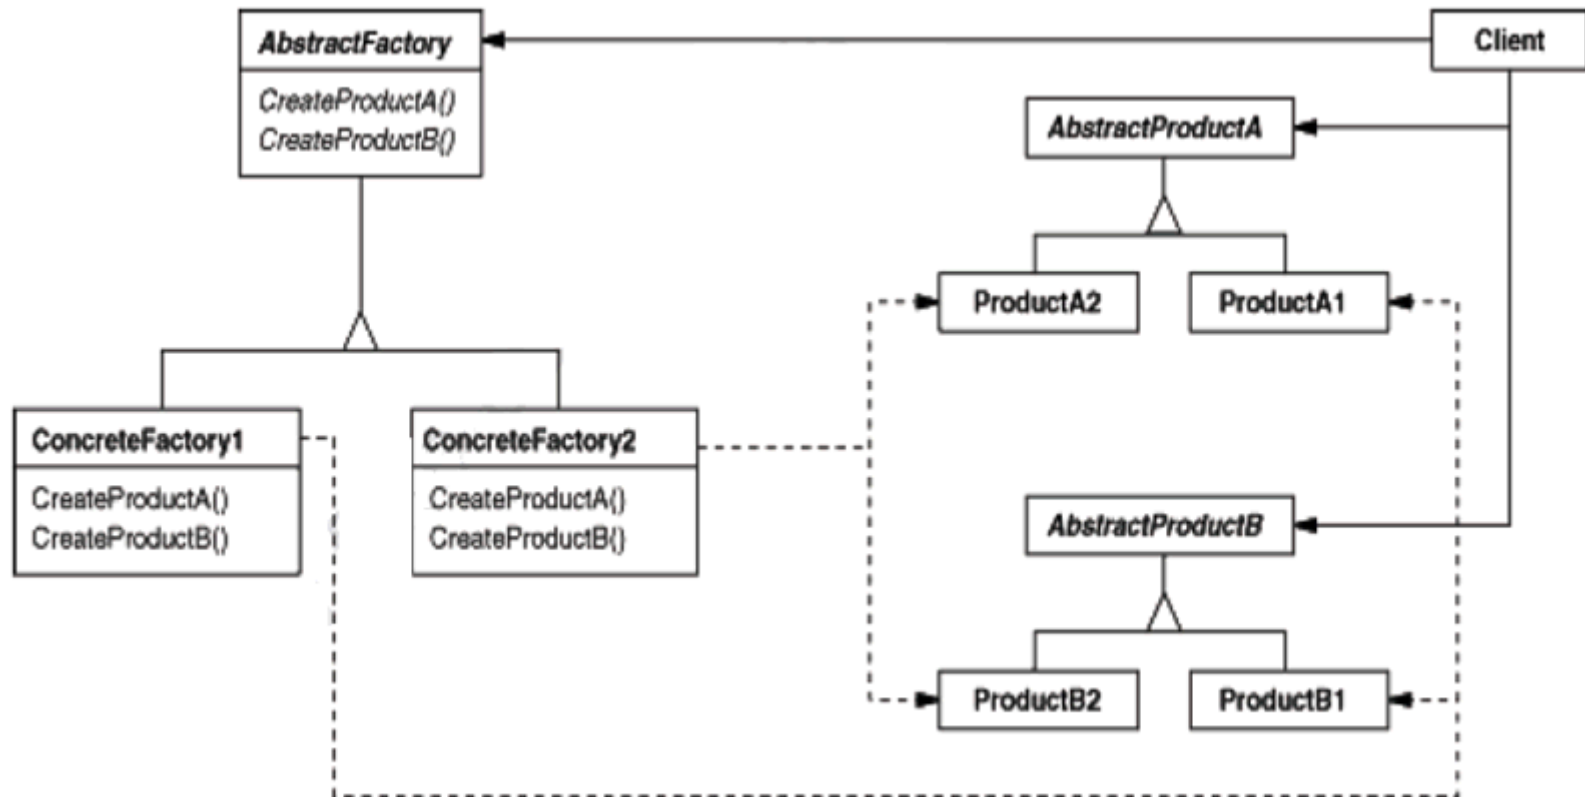 AbstractFactory
CreateProductA()
CreateProductB()
Client
AbstractProductA
ProductA2
ProductA1
ConcreteFactory1
CreateProductA()
CreateProductB()
ConcreteFactory2
CreateProductA()
CreateProductB()
AbstractProductB
ProductB2
ProductB1